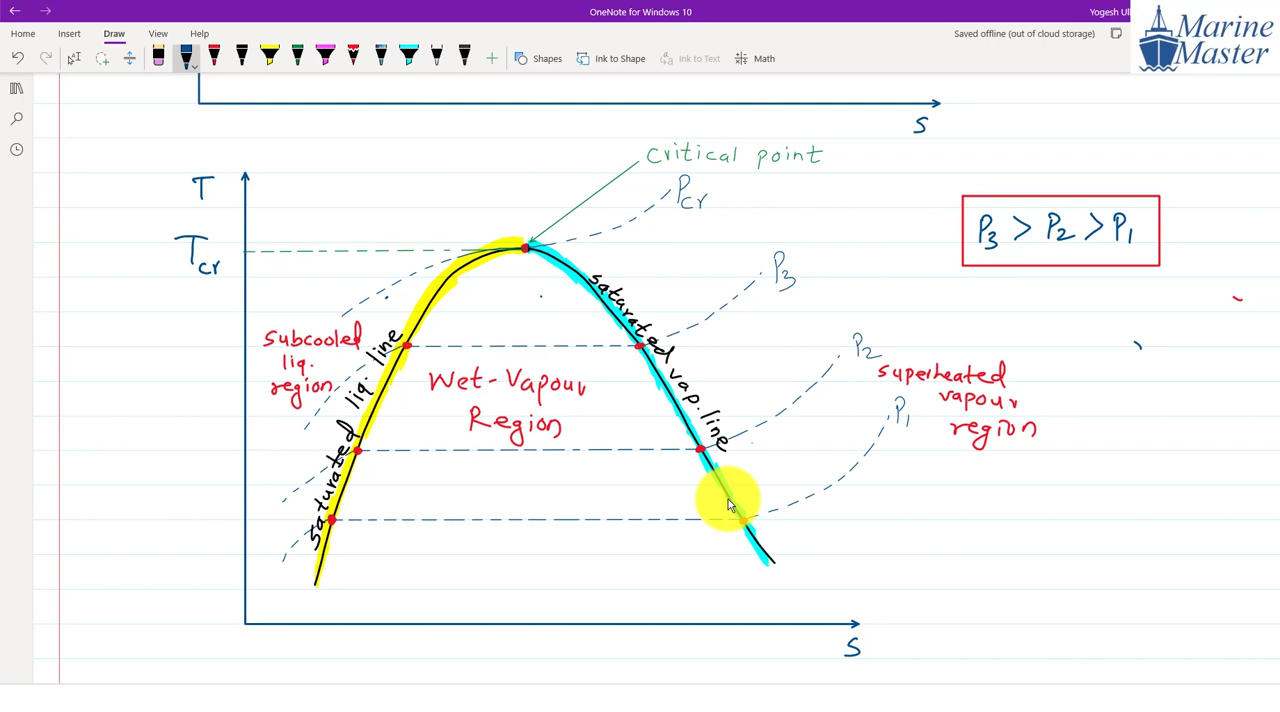 OneNote for Windows 10
Yogesh Ul
Home
Insert
Draw
View
Help
Saved offline (out of cloud storage)
Marine
Master
Shapes
Ink to Shape
Ink to Text
Math
S
Critical point
T
Pcr
Tcr
P3 > P2 > P1
P3
saturated vap. line
subcooled
liq.
region
saturated liq. line
Wet-Vapour
Region
P2
superheated
vapour
region
P1
S